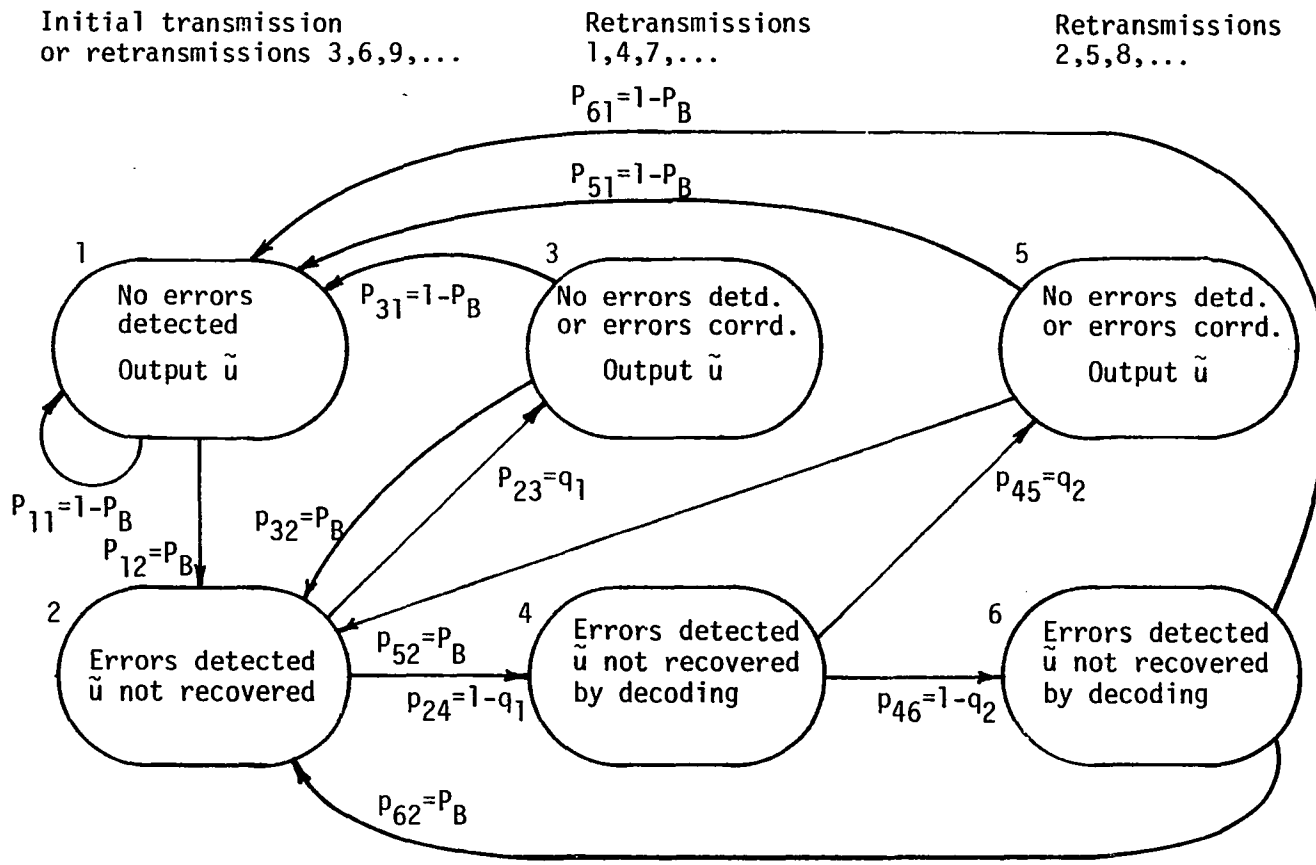 Initial transmission
or retransmissions 3,6,9,...
Retransmissions
1,4,7,...
Retransmissions
2,5,8,...
P61=1-PB
P51=1-PB
1
No errors
detected
Output ũ
P31=1-PB
3
No errors detd.
or errors corrd.
Output ũ
5
No errors detd.
or errors corrd.
Output ũ
P11=1-PB
P12=PB
p32=PB
P23=q1
p45=q2
2
Errors detected
ũ not recovered
p52=PB
p24=1-q1
4
Errors detected
ũ not recovered
by decoding
p46=1-q2
6
Errors detected
ũ not recovered
by decoding
p62=PB